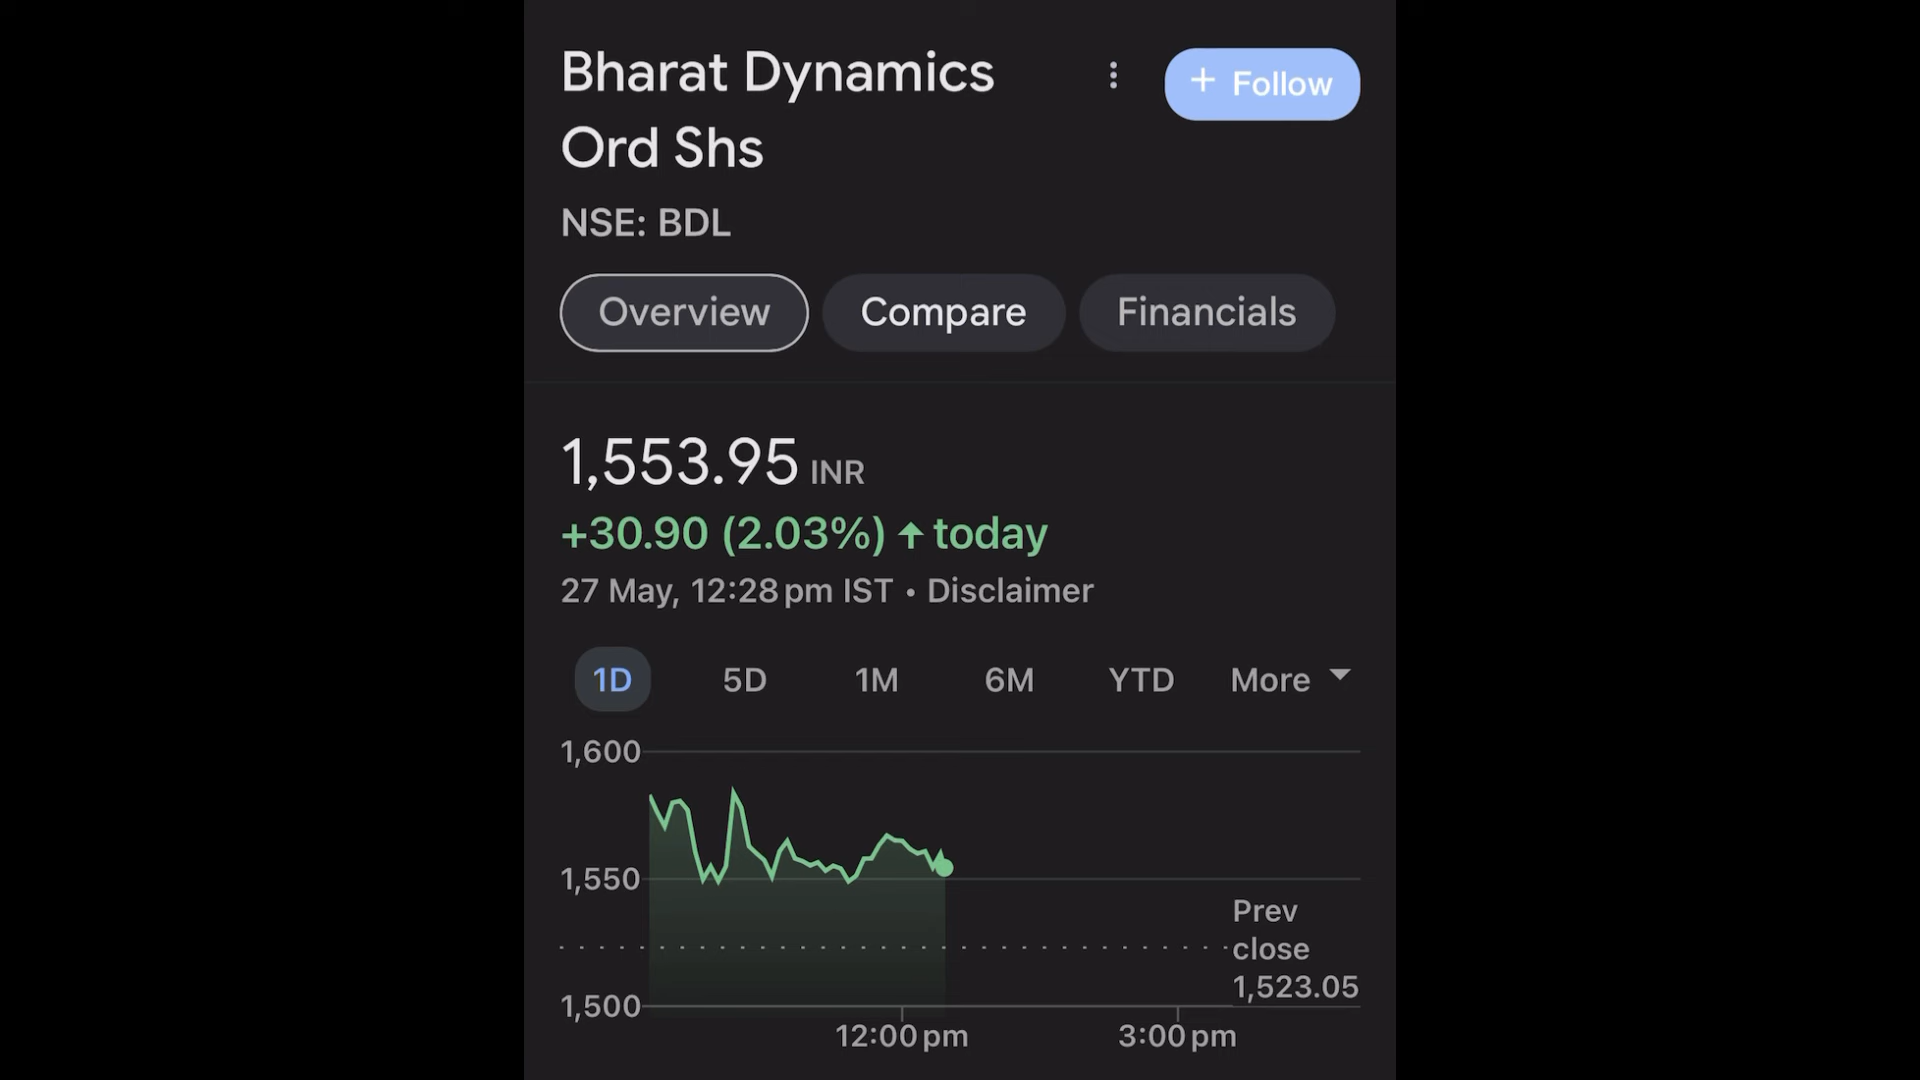 Bharat Dynamics
Ord Shs
+ Follow
NSE: BDL
Overview Compare Financials
1,553.95 INR
+30.90 (2.03%) ↑ today
27 May, 12:28 pm IST • Disclaimer
1D 5D 1M 6M YTD More
1,600
1,550
Prev
close
1,523.05
1,500
12:00 pm 3:00 pm